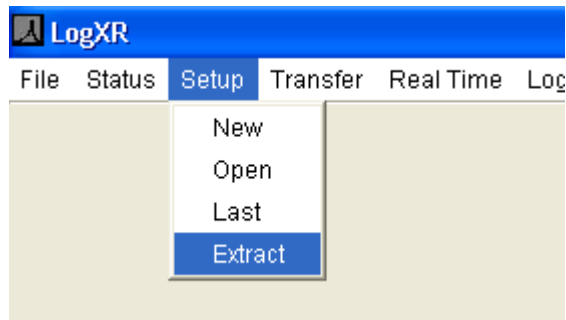 LogXR
File Status Setup Transfer Real Time
New
Open
Last
Extract